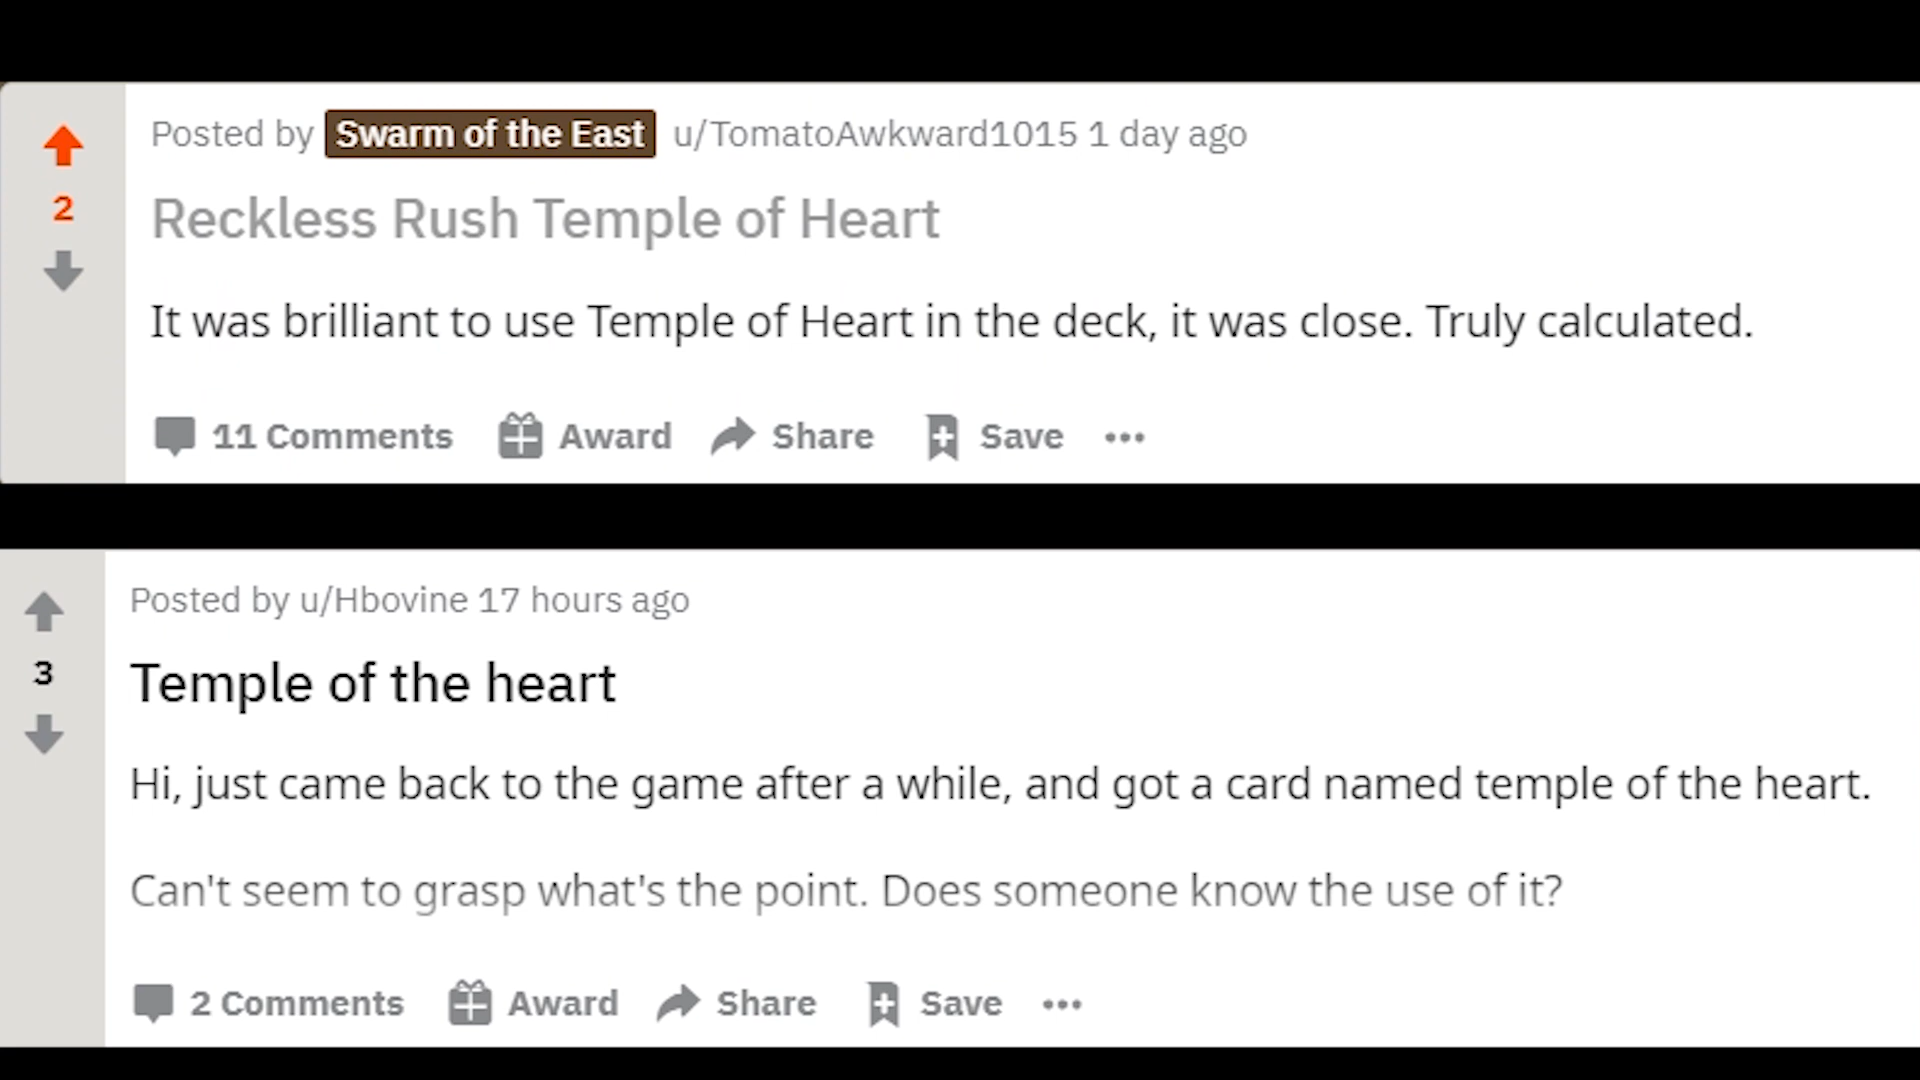 Posted by Swarm of the East u/TomatoAwkward1015 1 day ago
2
Reckless Rush Temple of Heart
It was brilliant to use Temple of Heart in the deck, it was close. Truly calculated.
11 Comments Award Share Save
Posted by u/Hbovine 17 hours ago
3
Temple of the heart
Hi, just came back to the game after a while, and got a card named temple of the heart.
Can't seem to grasp what's the point. Does someone know the use of it?
2 Comments Award Share Save